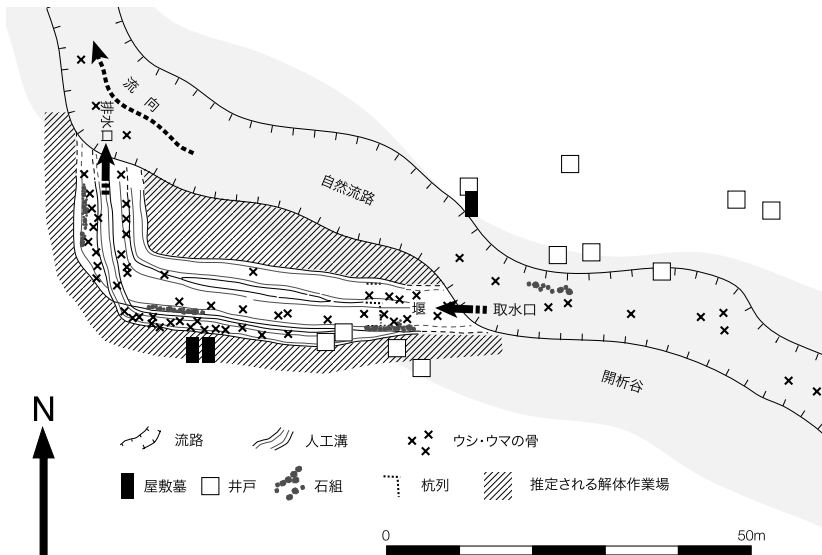 流向
排水口
自然流路
堰
取水口
開析谷
N
流路
人工溝
ウシ・ウマの骨
屋敷墓
井戸
石組
杭列
推定される解体作業場
0
50m